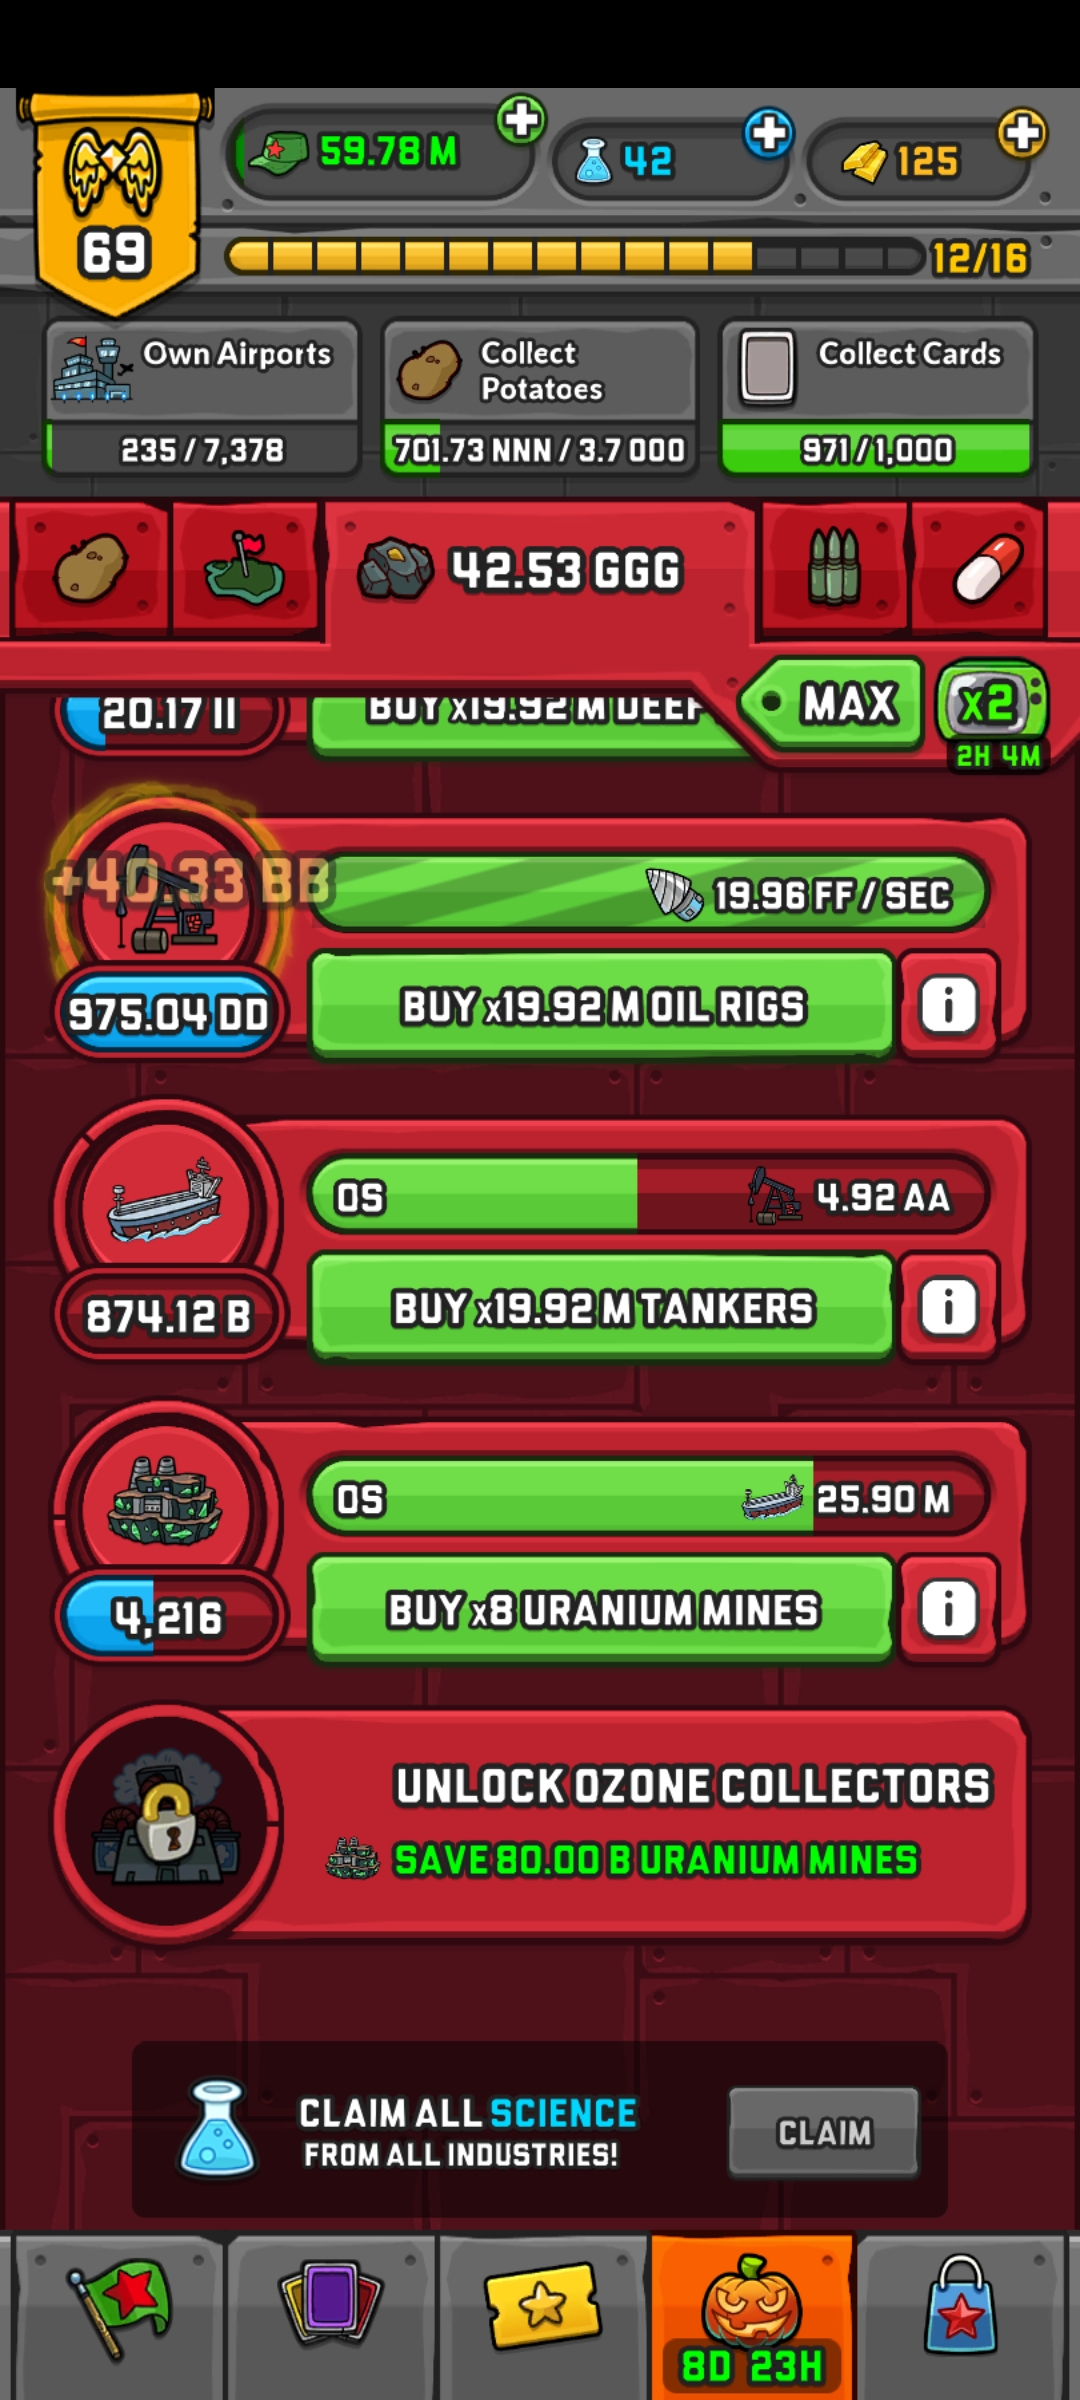 59.78 M
42
125
69
12/16
Own Airports
Collect
Potatoes
Collect Cards
235 / 7,378
701.73 NNN / 3.7 OOO
971 / 1,000
42.53 GGG
MAX
x2
2H 4M
20.17 II
BUY x19.92 M DEEP
+40.33 BB
19.96 FF / SEC
975.04 DD
BUY x19.92 M OIL RIGS
i
0S
4.92 AA
874.12 B
BUY x19.92 M TANKERS
i
0S
25.90 M
4,216
BUY x8 URANIUM MINES
i
UNLOCK OZONE COLLECTORS
SAVE 80.00 B URANIUM MINES
CLAIM ALL SCIENCE
FROM ALL INDUSTRIES!
CLAIM
8D 23H